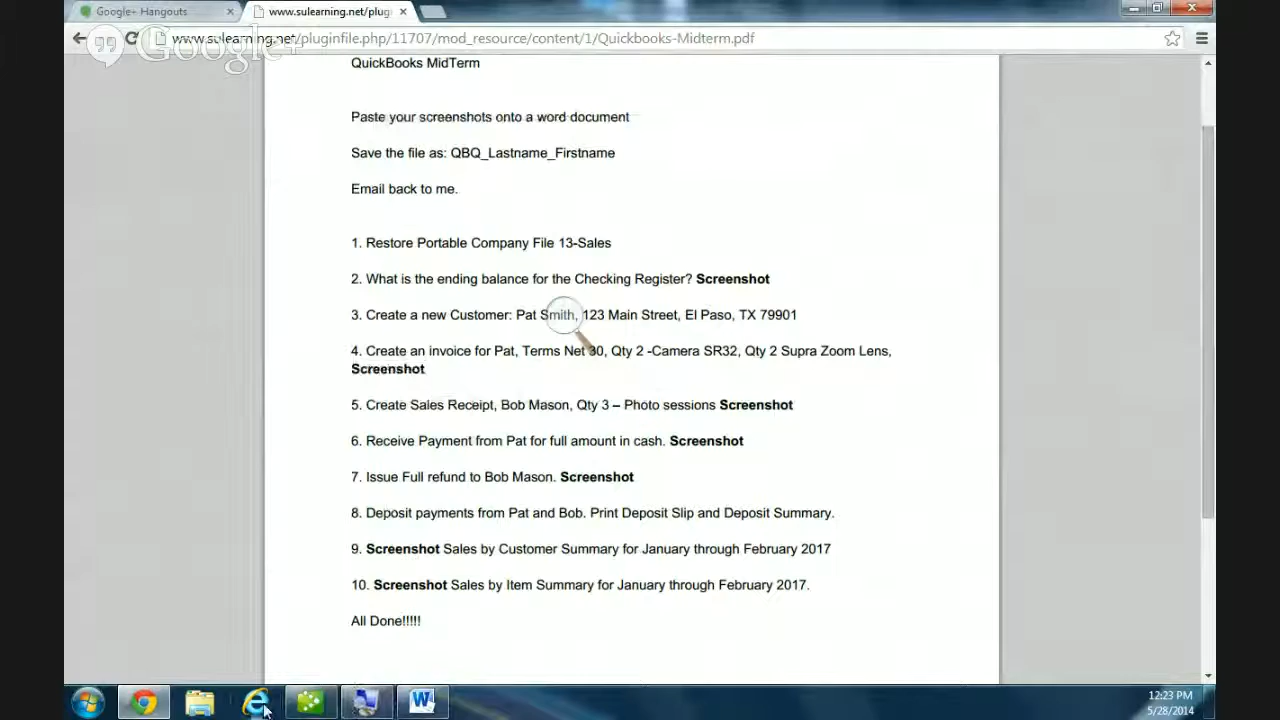 Google+ Hangouts
www.sulearning.net/plug
www.sulearning.net/pluginfile.php/11707/mod_resource/content/1/Quickbooks-Midterm.pdf
Google+
QuickBooks MidTerm
Paste your screenshots onto a word document
Save the file as: QBQ_Lastname_Firstname
Email back to me.
1. Restore Portable Company File 13-Sales
2. What is the ending balance for the Checking Register? Screenshot
3. Create a new Customer: Pat Smith, 123 Main Street, El Paso, TX 79901
4. Create an invoice for Pat, Terms Net 30, Qty 2 -Camera SR32, Qty 2 Supra Zoom Lens,
Screenshot
5. Create Sales Receipt, Bob Mason, Qty 3 – Photo sessions Screenshot
6. Receive Payment from Pat for full amount in cash. Screenshot
7. Issue Full refund to Bob Mason. Screenshot
8. Deposit payments from Pat and Bob. Print Deposit Slip and Deposit Summary.
9. Screenshot Sales by Customer Summary for January through February 2017
10. Screenshot Sales by Item Summary for January through February 2017.
All Done!!!!!
12:23 PM
5/28/2014